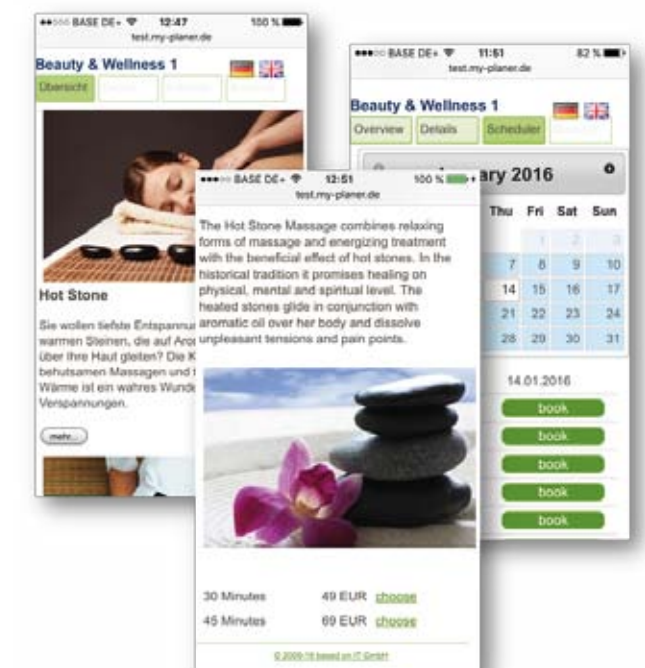 BASE DE+ 12:47 100 %
test.my-planer.de
Beauty & Wellness 1
Übersicht
Hot Stone
Sie wollen tiefste Entspannu
warmen Steinen, die auf Aro
über Ihre Haut gleiten? Die K
behutsamen Massagen und
Wärme ist ein wahres Wunde
Verspannungen.
mehr...
BASE DE+ 12:51 100 %
test.my-planer.de
The Hot Stone Massage combines relaxing
forms of massage and energizing treatment
with the beneficial effect of hot stones. In the
historical tradition it promises healing on
physical, mental and spiritual level. The
heated stones glide in conjunction with
aromatic oil over her body and dissolve
unpleasant tensions and pain points.
30 Minutes 49 EUR choose
45 Minutes 69 EUR choose
© 2009-16 based on IT GmbH
BASE DE+ 11:51 82 %
test.my-planer.de
Beauty & Wellness 1
Overview Details Scheduler
ary 2016
Thu Fri Sat Sun
1 2 3
7 8 9 10
14 15 16 17
21 22 23 24
28 29 30 31
14.01.2016
book
book
book
book
book